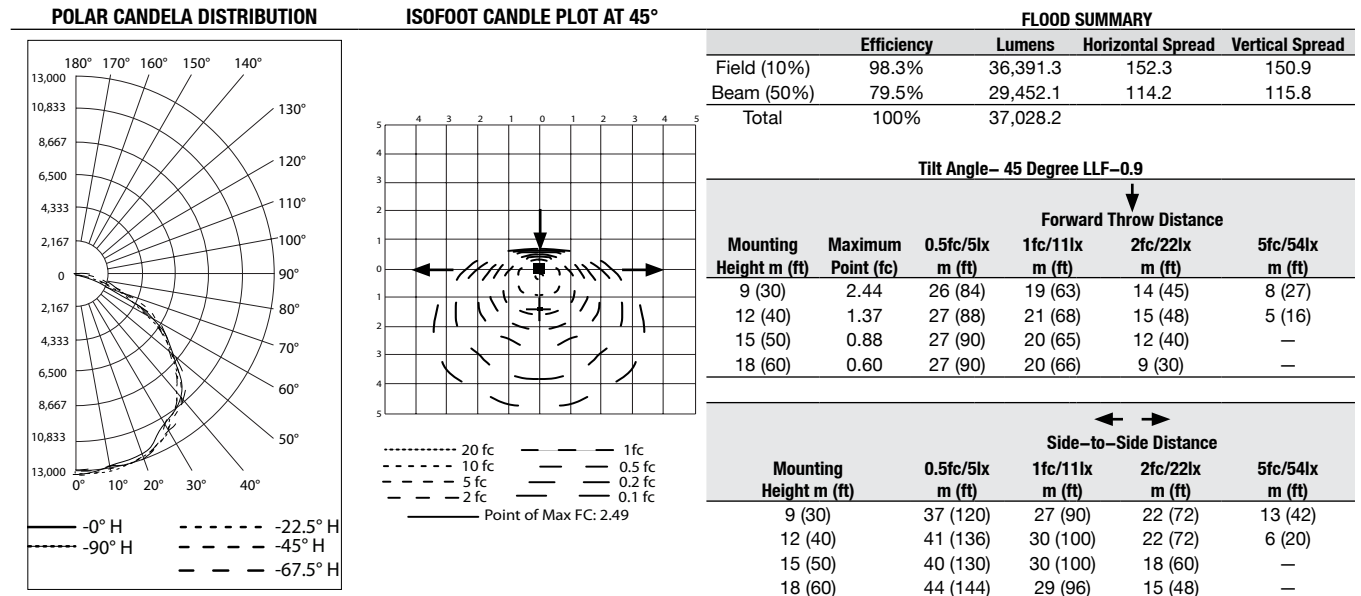 POLAR CANDELA DISTRIBUTION
180° 170° 160° 150° 140°
13,000
10,833
8,667
6,500
4,333
2,167
0
2,167
4,333
6,500
8,667
10,833
13,000
130°
120°
110°
100°
90°
80°
70°
60°
50°
0° 10° 20° 30° 40°
-0° H
-90° H
-22.5° H
-45° H
-67.5° H
ISOFOOT CANDLE PLOT AT 45°
4 3 2 1 0 1 2 3 4 5
5
4
3
2
1
0
1
2
3
4
5
20 fc
10 fc
5 fc
2 fc
1fc
0.5 fc
0.2 fc
0.1 fc
Point of Max FC: 2.49
FLOOD SUMMARY
Efficiency Lumens Horizontal Spread Vertical Spread
Field (10%) 98.3% 36,391.3 152.3 150.9
Beam (50%) 79.5% 29,452.1 114.2 115.8
Total 100% 37,028.2
Tilt Angle– 45 Degree LLF–0.9
Forward Throw Distance
Mounting Maximum 0.5fc/5lx 1fc/11lx 2fc/22lx 5fc/54lx
Height m (ft) Point (fc) m (ft) m (ft) m (ft) m (ft)
9 (30) 2.44 26 (84) 19 (63) 14 (45) 8 (27)
12 (40) 1.37 27 (88) 21 (68) 15 (48) 5 (16)
15 (50) 0.88 27 (90) 20 (65) 12 (40) —
18 (60) 0.60 27 (90) 20 (66) 9 (30) —
Side–to–Side Distance
Mounting 0.5fc/5lx 1fc/11lx 2fc/22lx 5fc/54lx
Height m (ft) m (ft) m (ft) m (ft) m (ft)
9 (30) 37 (120) 27 (90) 22 (72) 13 (42)
12 (40) 41 (136) 30 (100) 22 (72) 6 (20)
15 (50) 40 (130) 30 (100) 18 (60) —
18 (60) 44 (144) 29 (96) 15 (48) —